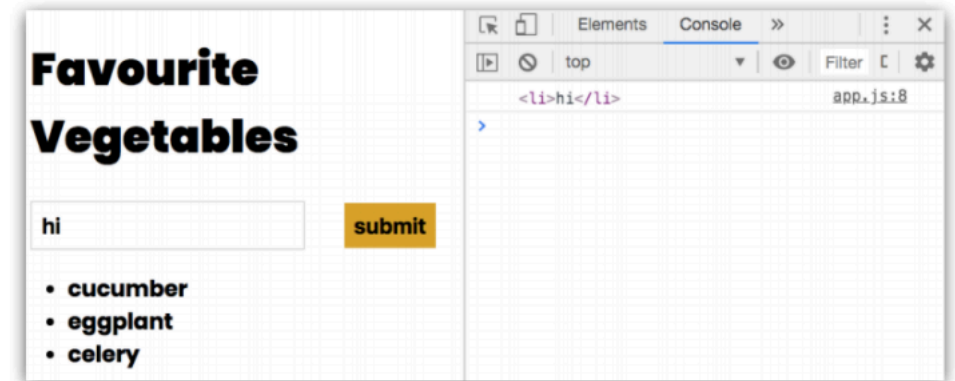 Favourite
Vegetables
hi
submit
• cucumber
• eggplant
• celery
Elements Console »
top Filter
<li>hi</li> app.js:8
>